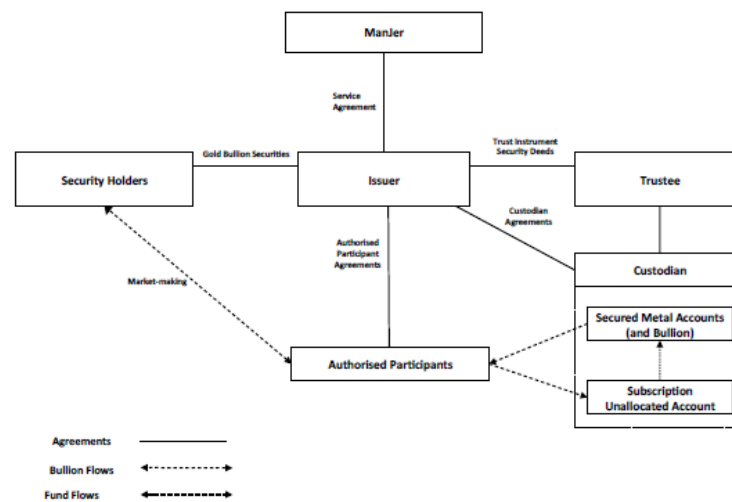 ManJer
Service
Agreement
Gold Bullion Securities
Trust Instrument
Security Deeds
Security Holders
Issuer
Trustee
Custodian
Agreements
Authorised
Participant
Agreements
Custodian
Market-making
Secured Metal Accounts
(and Bullion)
Authorised Participants
Subscription
Unallocated Account
Agreements
Bullion Flows
Fund Flows